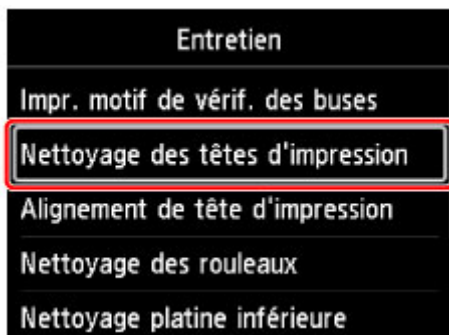 Entretien
Impr. motif de vérif. des buses
Nettoyage des têtes d'impression
Alignement de tête d'impression
Nettoyage des rouleaux
Nettoyage platine inférieure